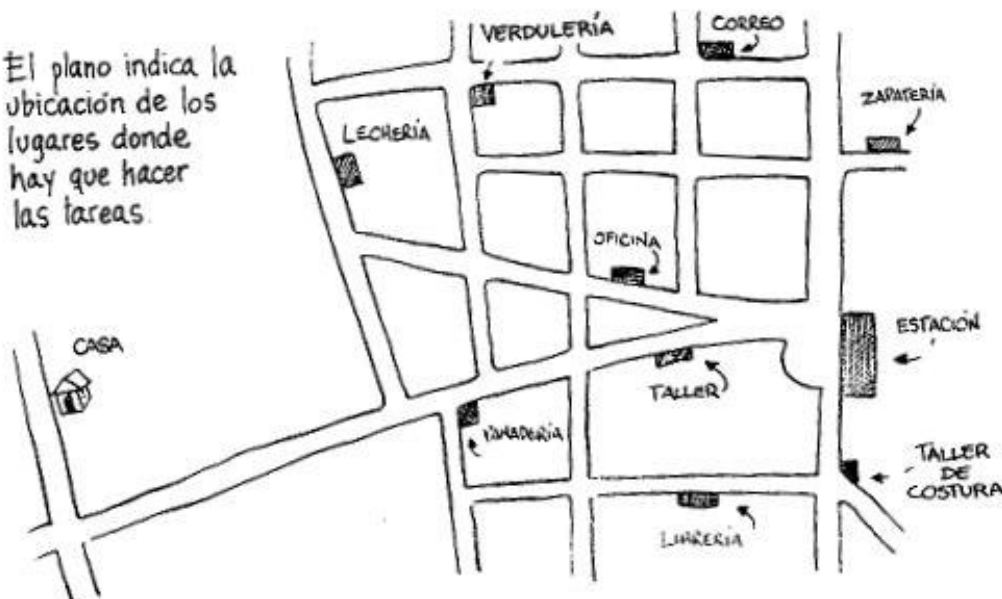 El plano indica la
ubicación de los
lugares donde
hay que hacer
las tareas.
VERDULERÍA
CORREO
ZAPATERÍA
LECHERÍA
OFICINA
ESTACIÓN
CASA
TALLER
PANADERÍA
TALLER
DE
COSTURA
LIBRERÍA